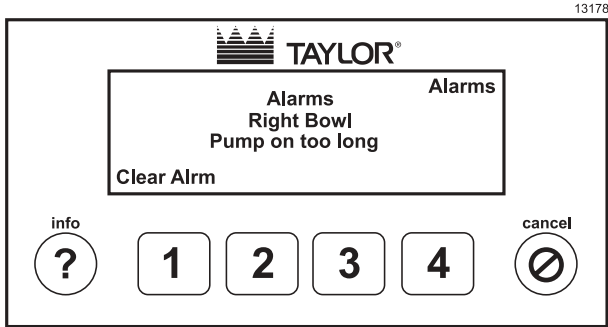 13178
TAYLOR®
Alarms
Alarms
Right Bowl
Pump on too long
Clear Alrm
info
cancel
?
1
2
3
4